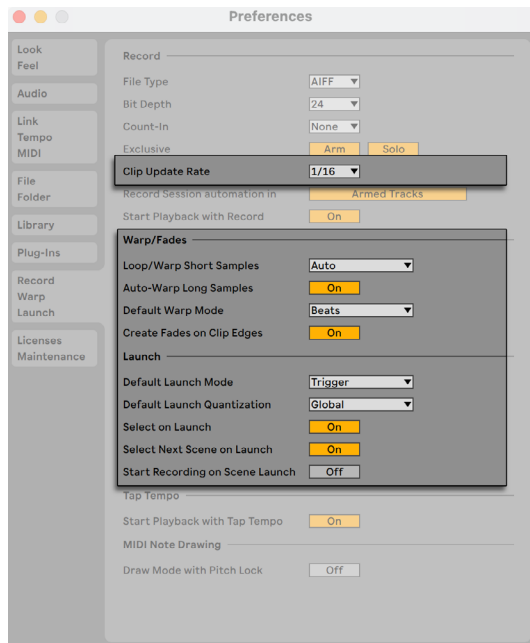 Preferences
Look
Feel
Audio
Link
Tempo
MIDI
File
Folder
Library
Plug-Ins
Record
Warp
Launch
Licenses
Maintenance
Record
File Type AIFF
Bit Depth 24
Count-In None
Exclusive Arm Solo
Clip Update Rate 1/16
Record Session automation in Armed Tracks
Start Playback with Record On
Warp/Fades
Loop/Warp Short Samples Auto
Auto-Warp Long Samples On
Default Warp Mode Beats
Create Fades on Clip Edges On
Launch
Default Launch Mode Trigger
Default Launch Quantization Global
Select on Launch On
Select Next Scene on Launch On
Start Recording on Scene Launch Off
Tap Tempo
Start Playback with Tap Tempo On
MIDI Note Drawing
Draw Mode with Pitch Lock Off